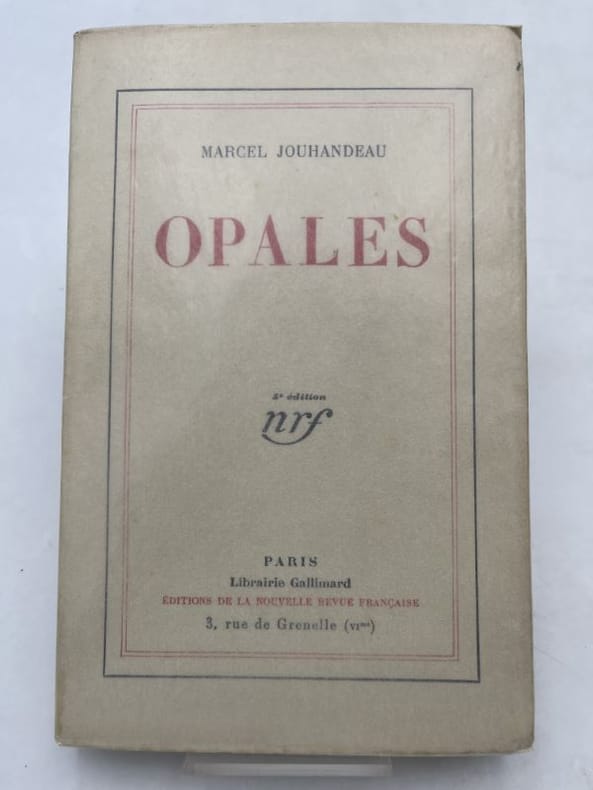 MARCEL JOUHANDEAU
OPALES
5ᵉ édition
nrf
PARIS
Librairie Gallimard
ÉDITIONS DE LA NOUVELLE REVUE FRANÇAISE
3, rue de Grenelle (VIᵐᵉ)